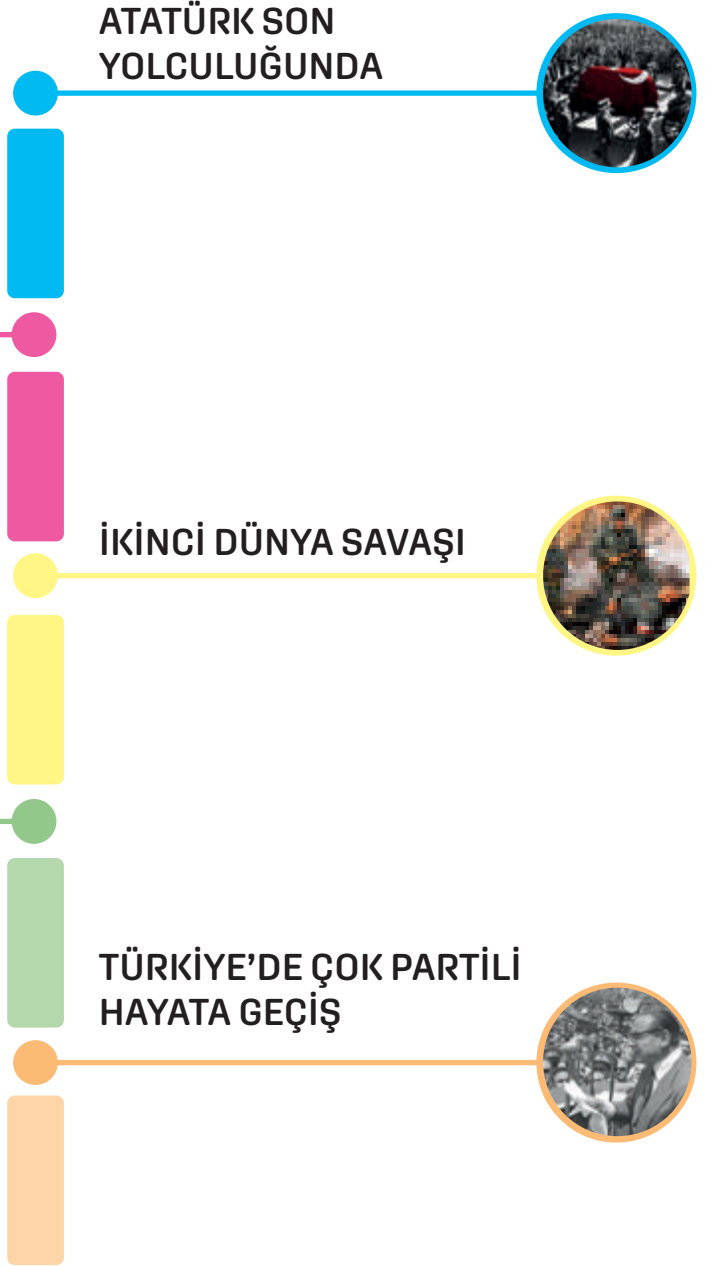 ATATÜRK SON
YOLCULUĞUNDA
İKİNCİ DÜNYA SAVAŞI
TÜRKİYE’DE ÇOK PARTİLİ
HAYATA GEÇİŞ